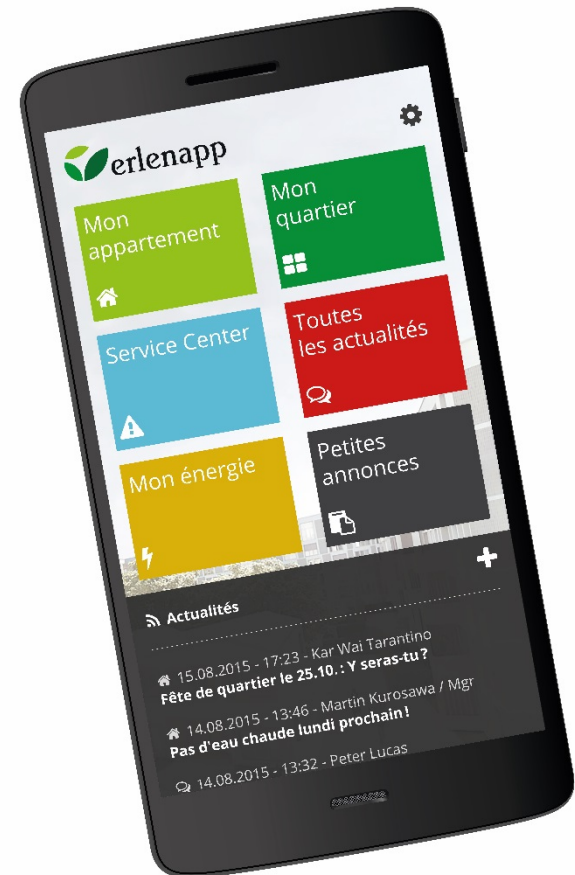 erlenapp
Mon
appartement
Mon
quartier
Service Center
Toutes
les actualités
Mon énergie
Petites
annonces
Actualités
15.08.2015 - 17:23 - Kar Wai Tarantino
Fête de quartier le 25.10. : Y seras-tu ?
14.08.2015 - 13:46 - Martin Kurosawa / Mgr
Pas d'eau chaude lundi prochain !
14.08.2015 - 13:32 - Peter Lucas